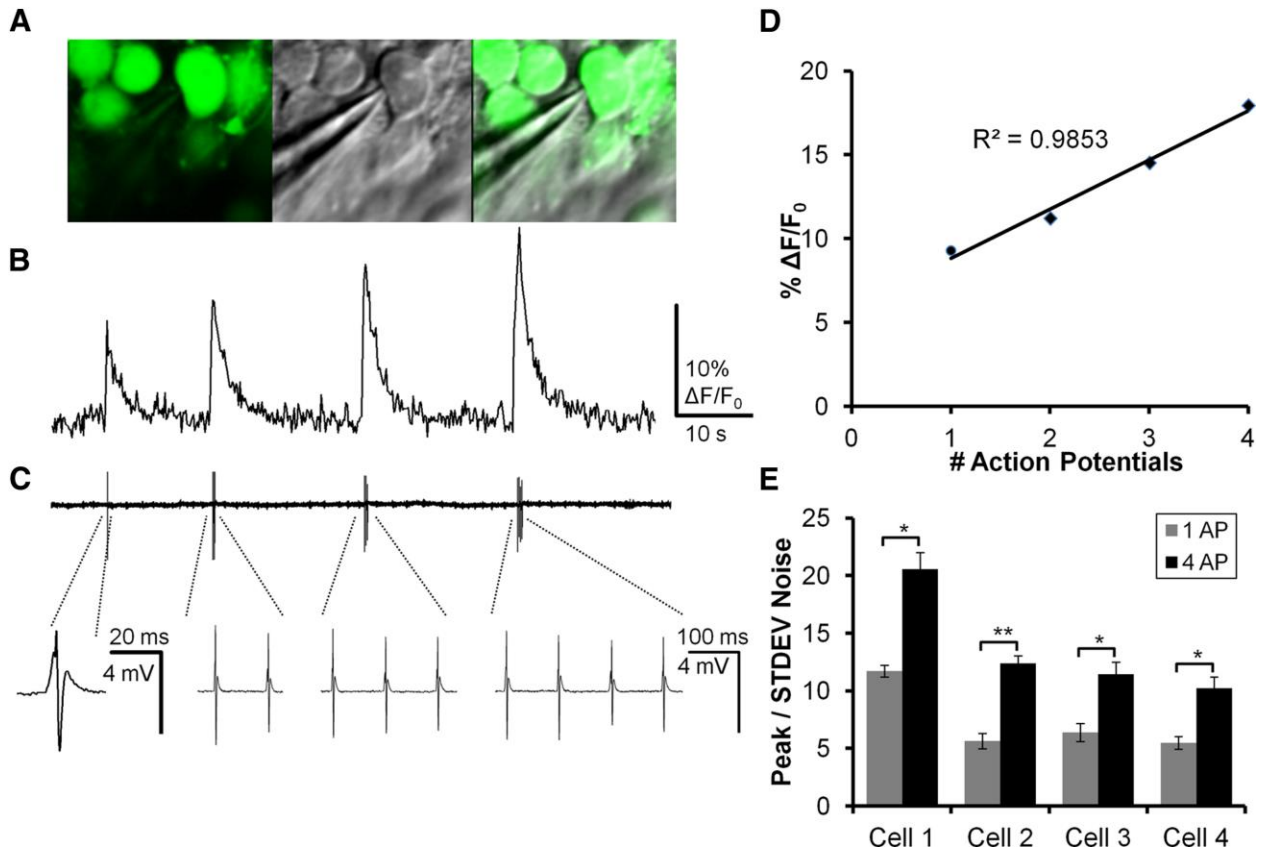 A
B
10%
ΔF/F₀
10 s
C
20 ms
4 mV
100 ms
4 mV
D
20
15
10
5
0
% ΔF/F₀
R² = 0.9853
0
1
2
3
4
# Action Potentials
E
25
20
15
10
5
0
Peak / STDEV Noise
1 AP
4 AP
*
**
*
*
Cell 1
Cell 2
Cell 3
Cell 4